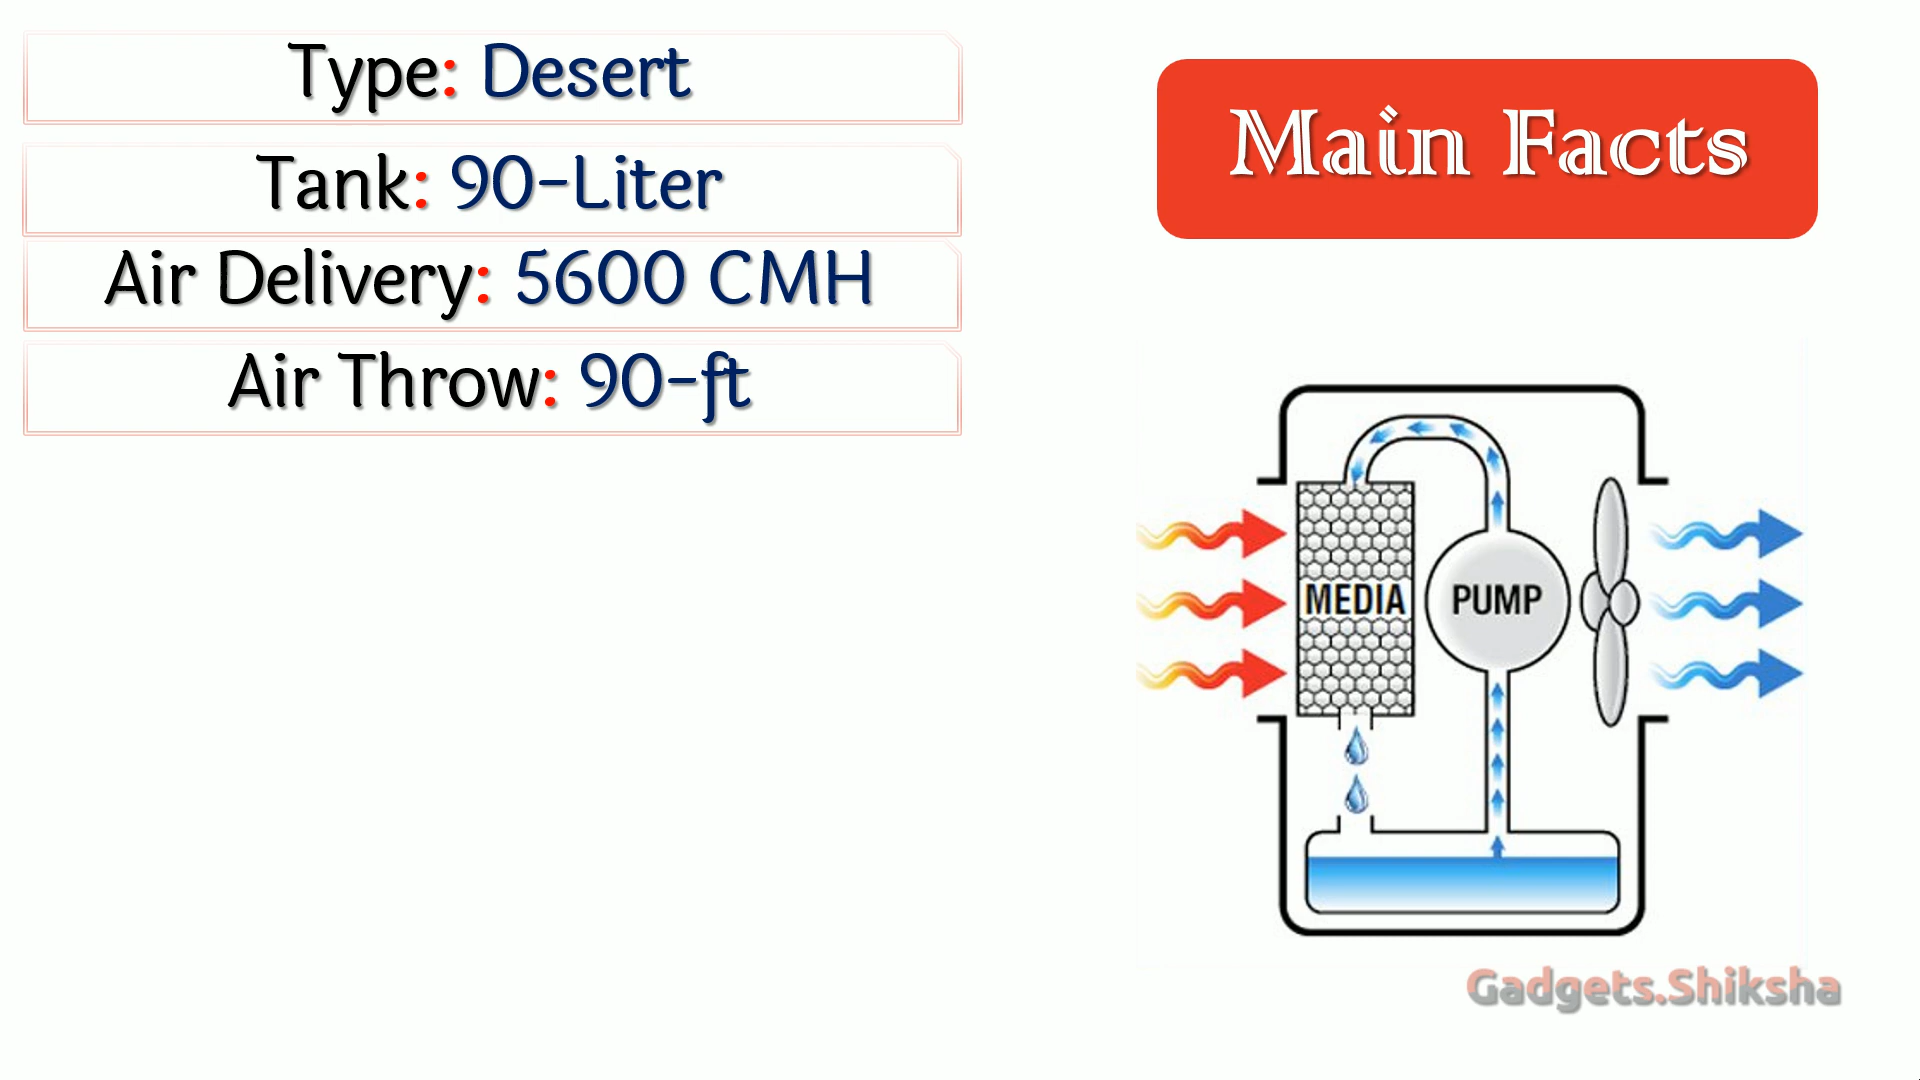 Type: Desert
Tank: 90-Liter
Air Delivery: 5600 CMH
Air Throw: 90-ft
Main Facts
MEDIA
PUMP
Gadgets.Shiksha